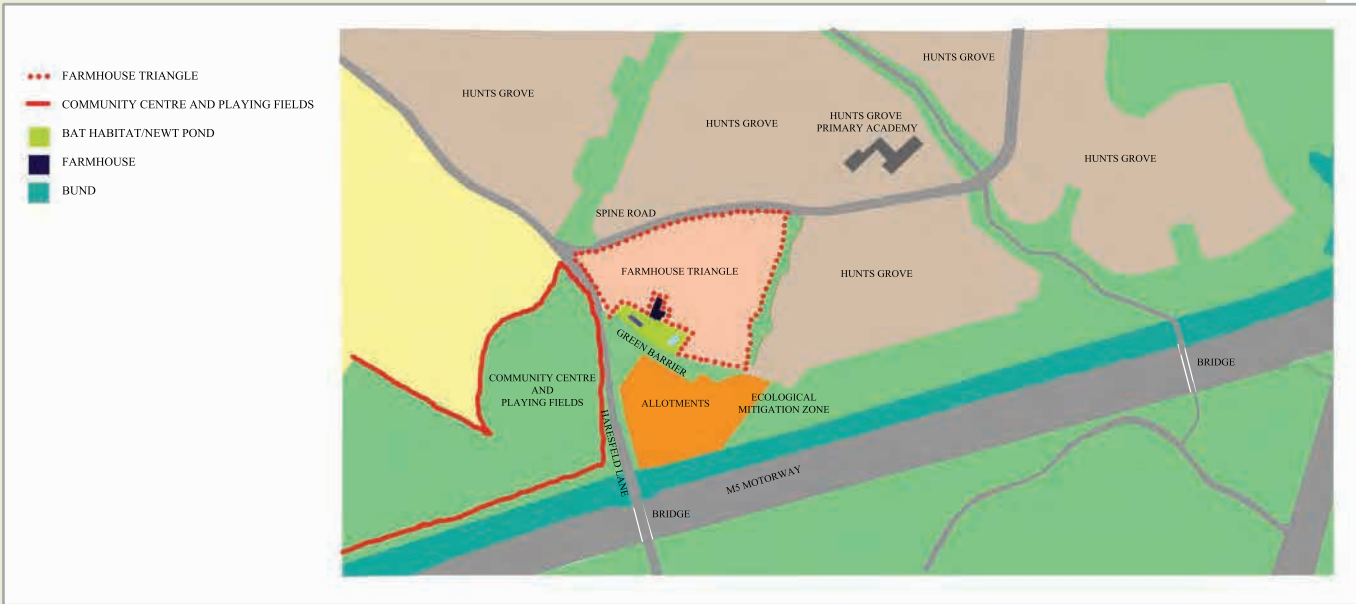 FARMHOUSE TRIANGLE
COMMUNITY CENTRE AND PLAYING FIELDS
BAT HABITAT/NEWT POND
FARMHOUSE
BUND
HUNTS GROVE
HUNTS GROVE
HUNTS GROVE
HUNTS GROVE
PRIMARY ACADEMY
HUNTS GROVE
SPINE ROAD
FARMHOUSE TRIANGLE
HUNTS GROVE
GREEN BARRIER
BRIDGE
COMMUNITY CENTRE
AND
PLAYING FIELDS
ALLOTMENTS
ECOLOGICAL
MITIGATION ZONE
HARESFELD LANE
M5 MOTORWAY
BRIDGE